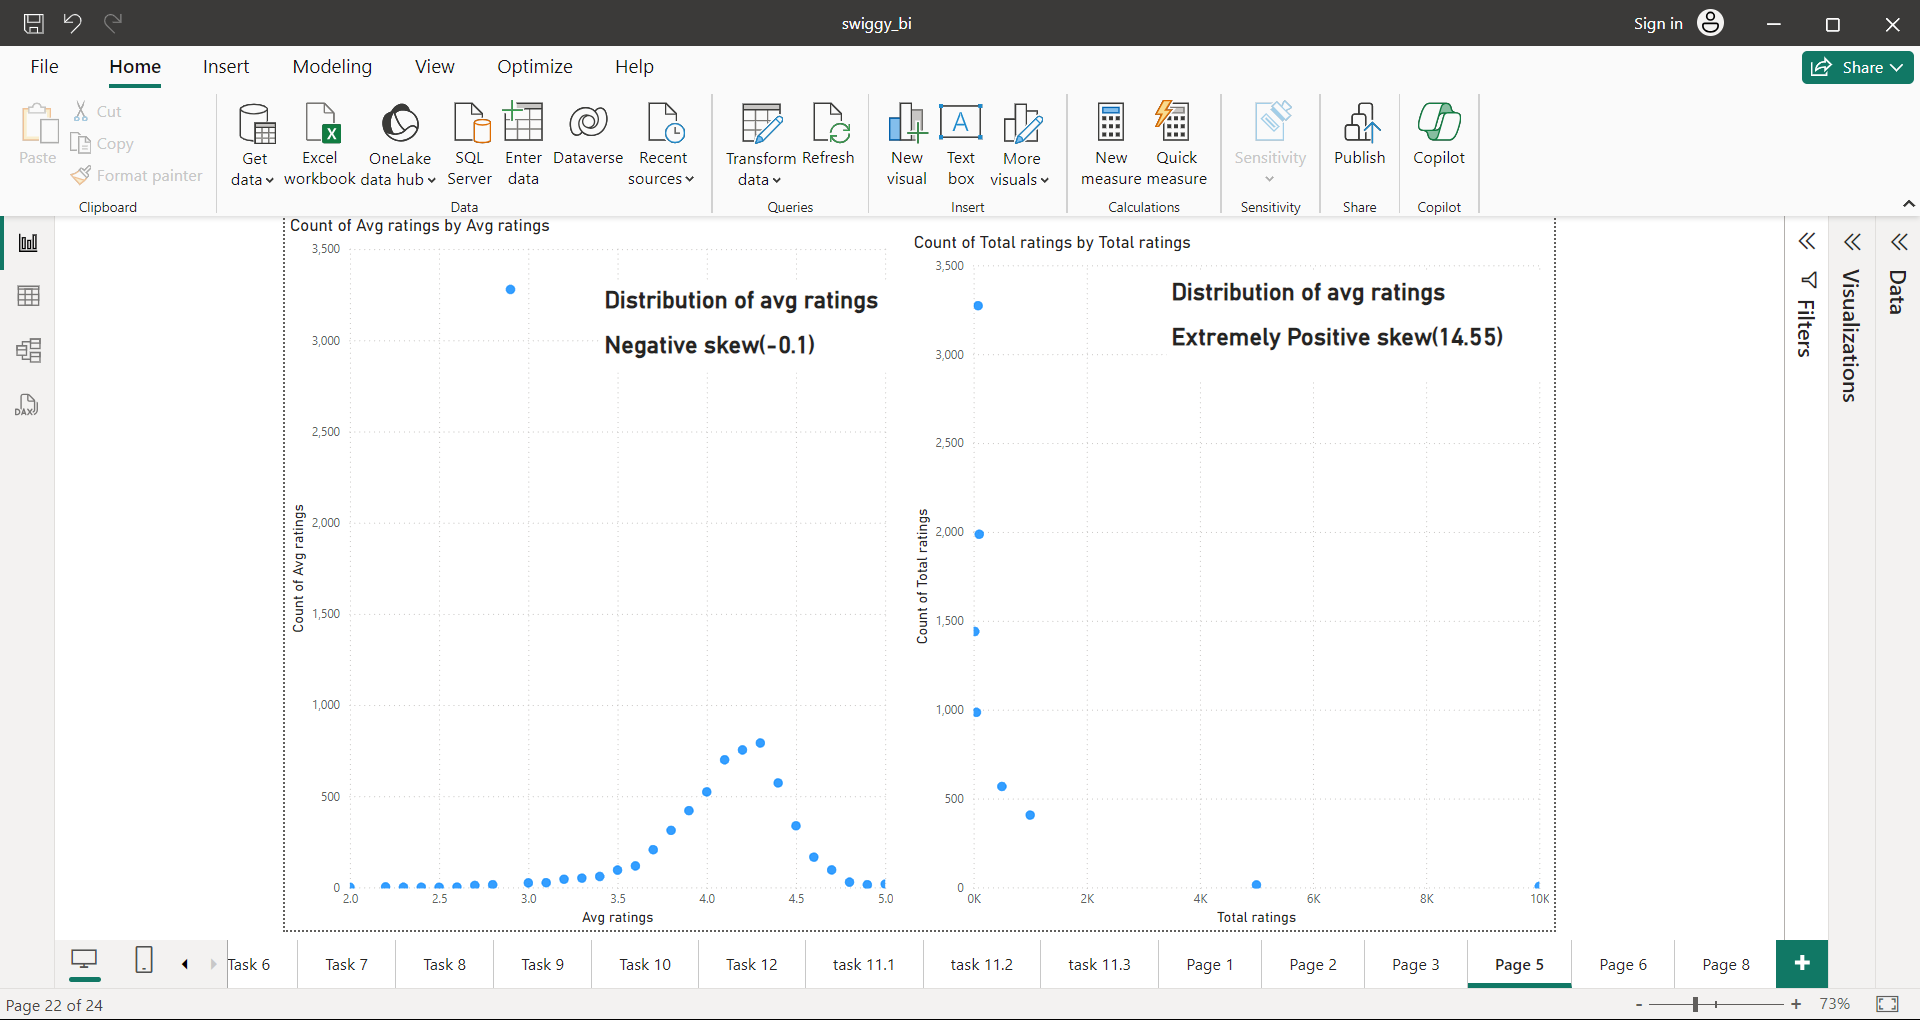 swiggy_bi
Sign in
File Home Insert Modeling View Optimize Help
Share
Paste
Cut
Copy
Format painter
Clipboard
Get data
Excel workbook
OneLake data hub
SQL Server
Enter data
Dataverse
Recent sources
Data
Transform data
Refresh
Queries
New visual
Text box
More visuals
Insert
New measure
Quick measure
Calculations
Sensitivity
Sensitivity
Publish
Share
Copilot
Copilot
DAX
Count of Avg ratings by Avg ratings
3,500
3,000
2,500
2,000
1,500
1,000
500
0
Count of Avg ratings
Distribution of avg ratings
Negative skew(-0.1)
2.0 2.5 3.0 3.5 4.0 4.5 5.0
Avg ratings
Count of Total ratings by Total ratings
3,500
3,000
2,500
2,000
1,500
1,000
500
0
Count of Total ratings
Distribution of avg ratings
Extremely Positive skew(14.55)
0K 2K 4K 6K 8K 10K
Total ratings
Filters
Visualizations
Data
Task 6 Task 7 Task 8 Task 9 Task 10 Task 12 task 11.1 task 11.2 task 11.3 Page 1 Page 2 Page 3 Page 5 Page 6 Page 8
Page 22 of 24
- + 73%